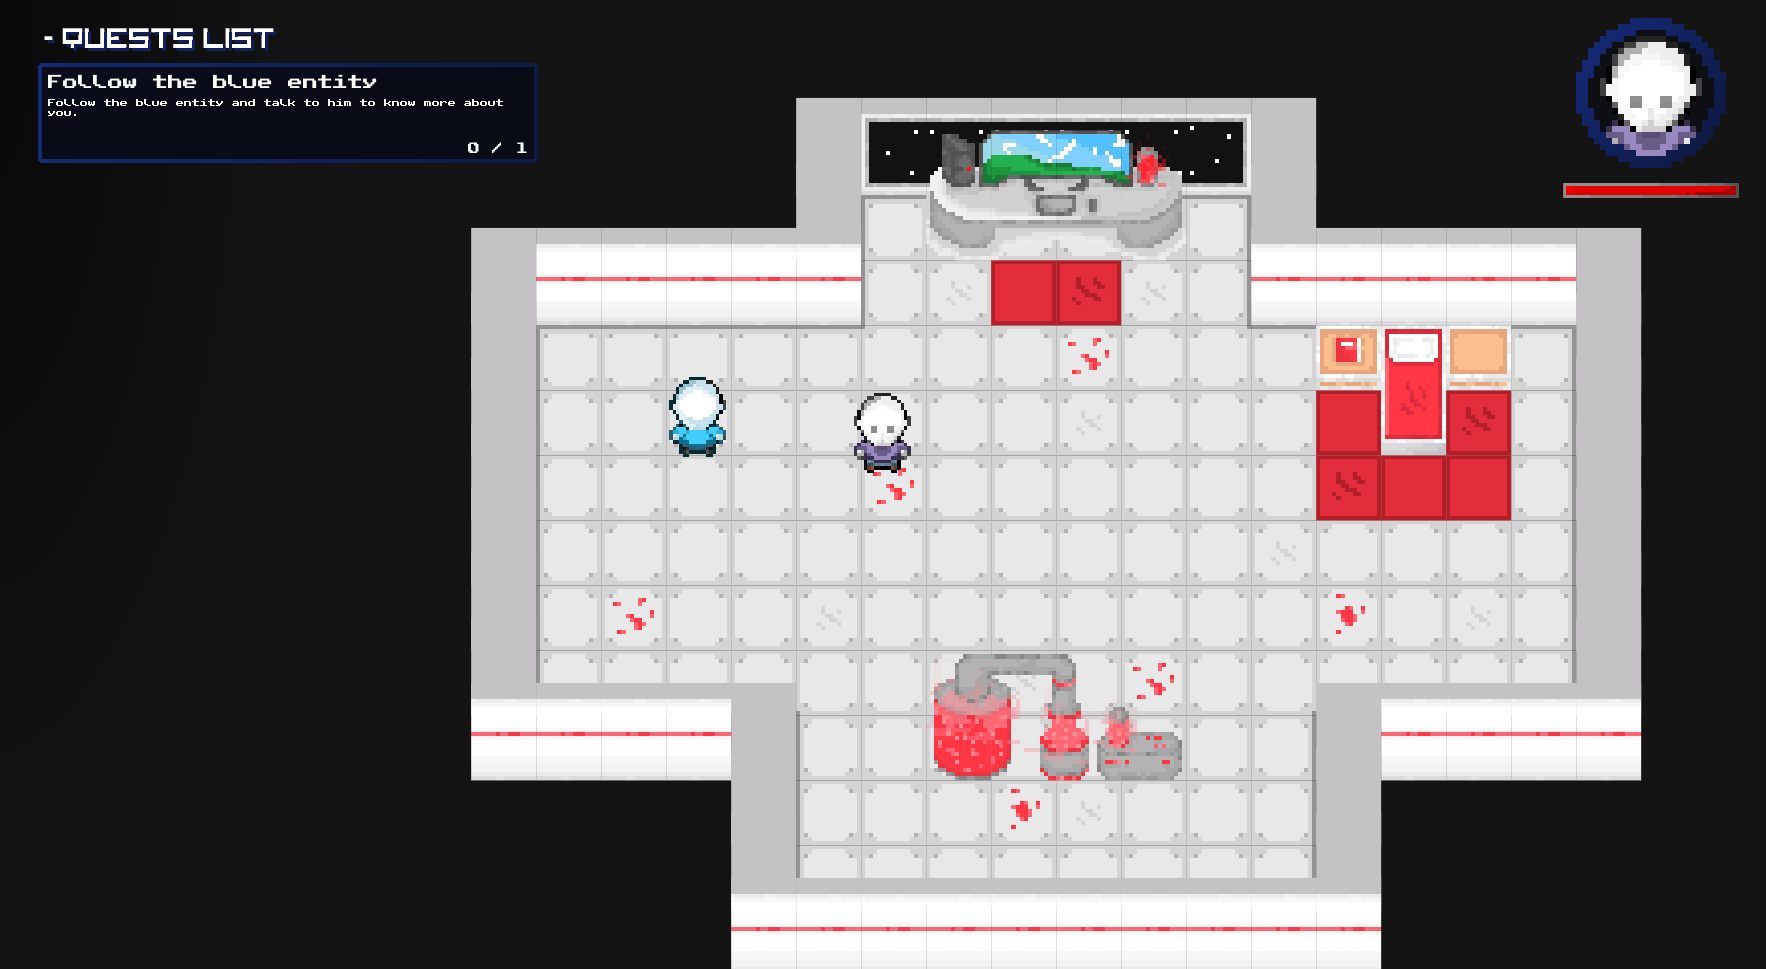 - QUESTS LIST
Follow the blue entity
Follow the blue entity and talk to him to know more about
you.
0 / 1